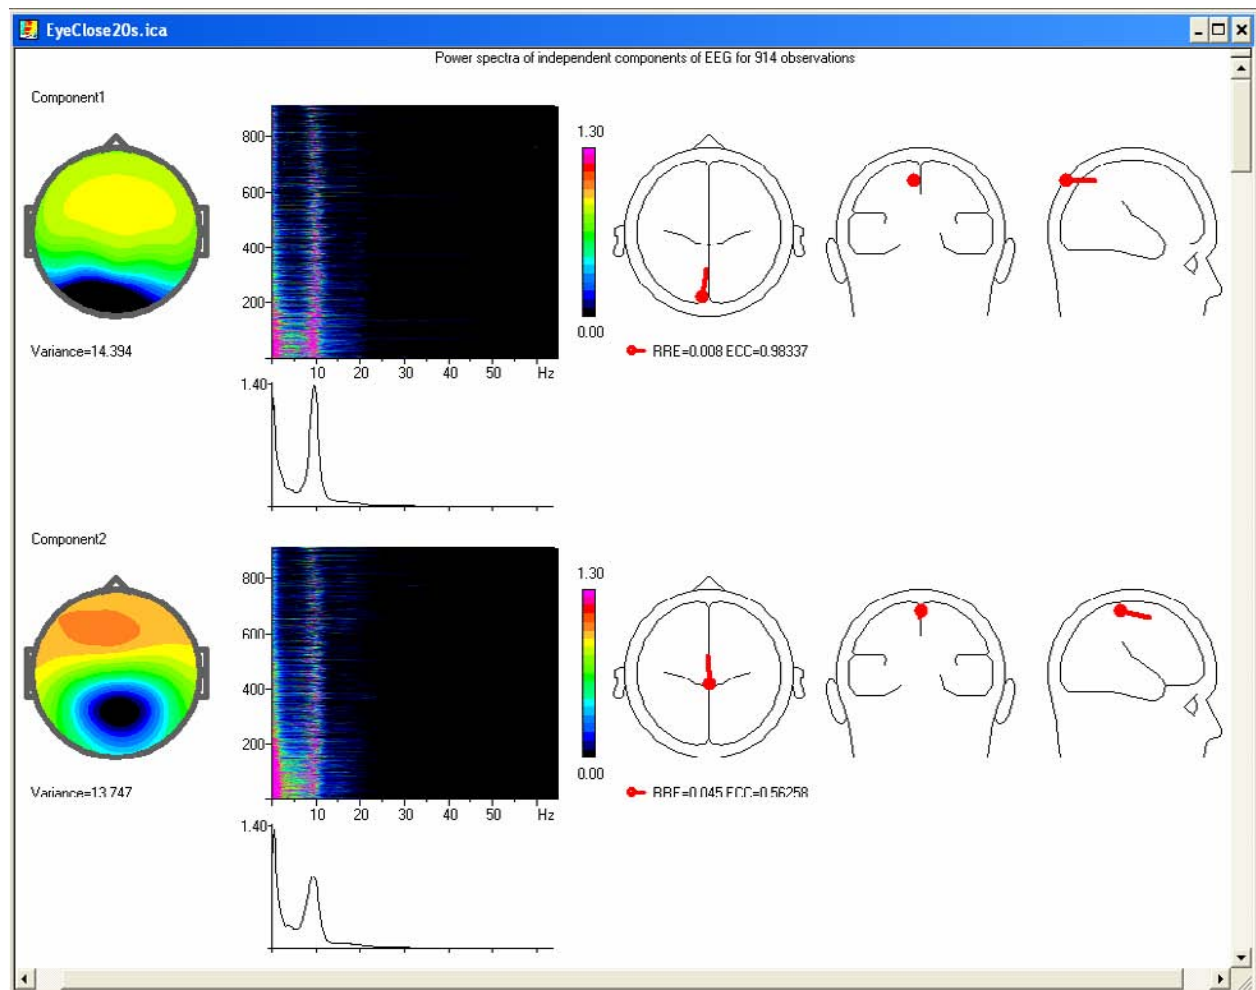 EyeClose20s.ica
Power spectra of independent components of EEG for 914 observations
Component1
800
600
400
200
10 20 30 40 50 Hz
1.30
0.00
Variance=14.394
RRE=0.008 ECC=0.98337
1.40
Component2
800
600
400
200
10 20 30 40 50 Hz
1.30
0.00
Variance=13.747
RRE=0.045 ECC=0.56258
1.40